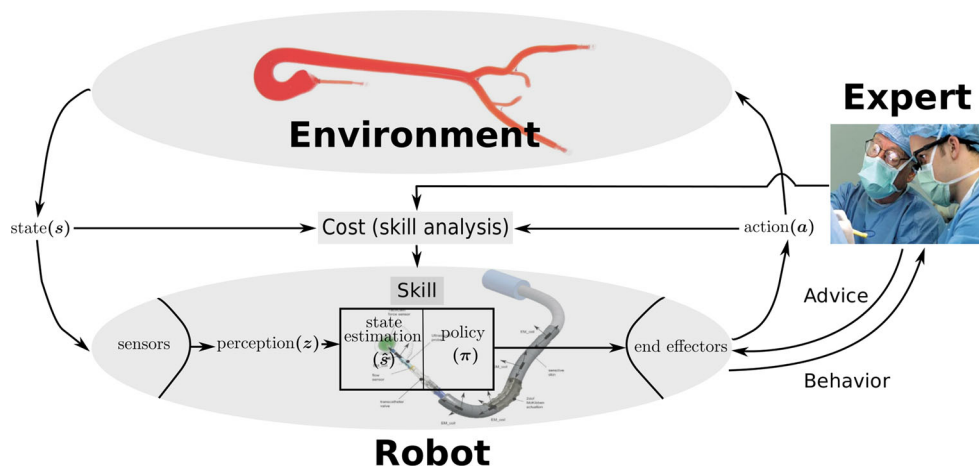 Expert
Environment
state(s)
Cost (skill analysis)
action(a)
Skill
Advice
sensors
perception(z)
state
estimation
(ŝ)
policy
(π)
end effectors
Behavior
Robot